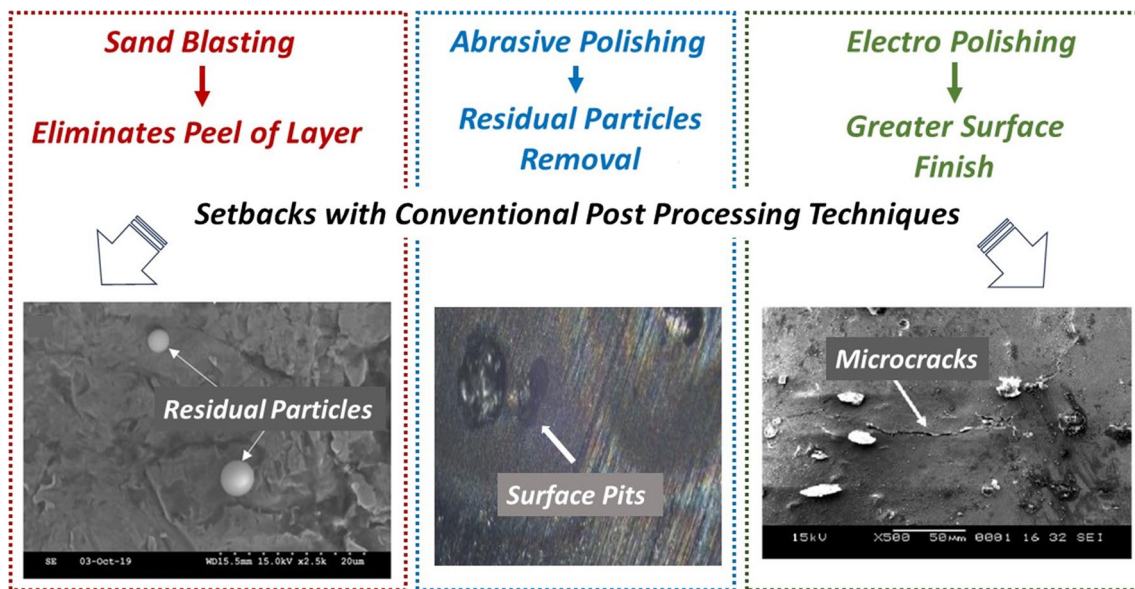 Sand Blasting
Eliminates Peel of Layer
Abrasive Polishing
Residual Particles
Removal
Electro Polishing
Greater Surface
Finish
Setbacks with Conventional Post Processing Techniques
Residual Particles
SE 03-Oct-19 WD15.5mm 15.0kV x2.5k 20um
Surface Pits
Microcracks
15kV X500 50µm 0001 16 32 SEI